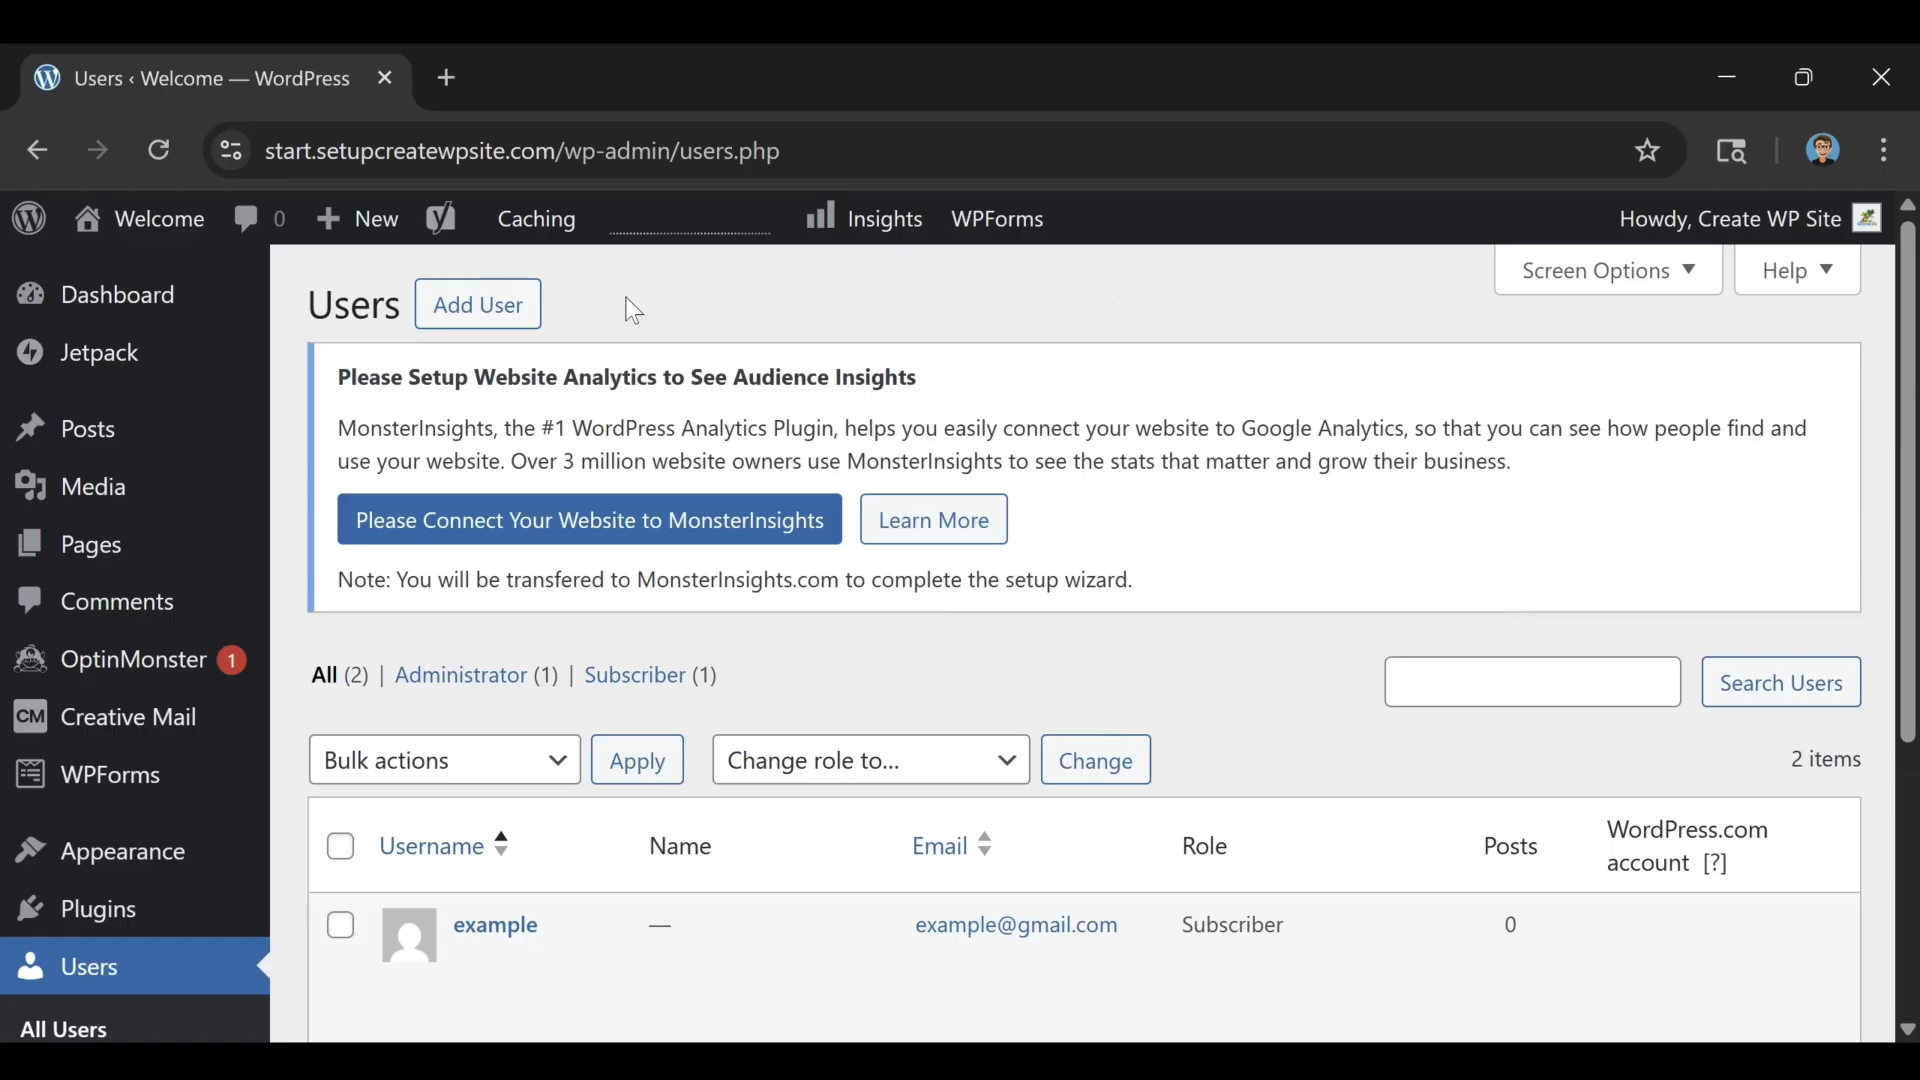 Users ‹ Welcome — WordPress
start.setupcreatewpsite.com/wp-admin/users.php
Welcome 0 New Caching Insights WPForms Howdy, Create WP Site
Screen Options Help
Dashboard
Jetpack
Posts
Media
Pages
Comments
OptinMonster 1
CM Creative Mail
WPForms
Appearance
Plugins
Users
All Users
Users Add User
Please Setup Website Analytics to See Audience Insights
MonsterInsights, the #1 WordPress Analytics Plugin, helps you easily connect your website to Google Analytics, so that you can see how people find and
use your website. Over 3 million website owners use MonsterInsights to see the stats that matter and grow their business.
Please Connect Your Website to MonsterInsights Learn More
Note: You will be transfered to MonsterInsights.com to complete the setup wizard.
All (2) | Administrator (1) | Subscriber (1)
Search Users
Bulk actions Apply Change role to... Change 2 items
Username Name Email Role Posts WordPress.com
account [?]
example — example@gmail.com Subscriber 0